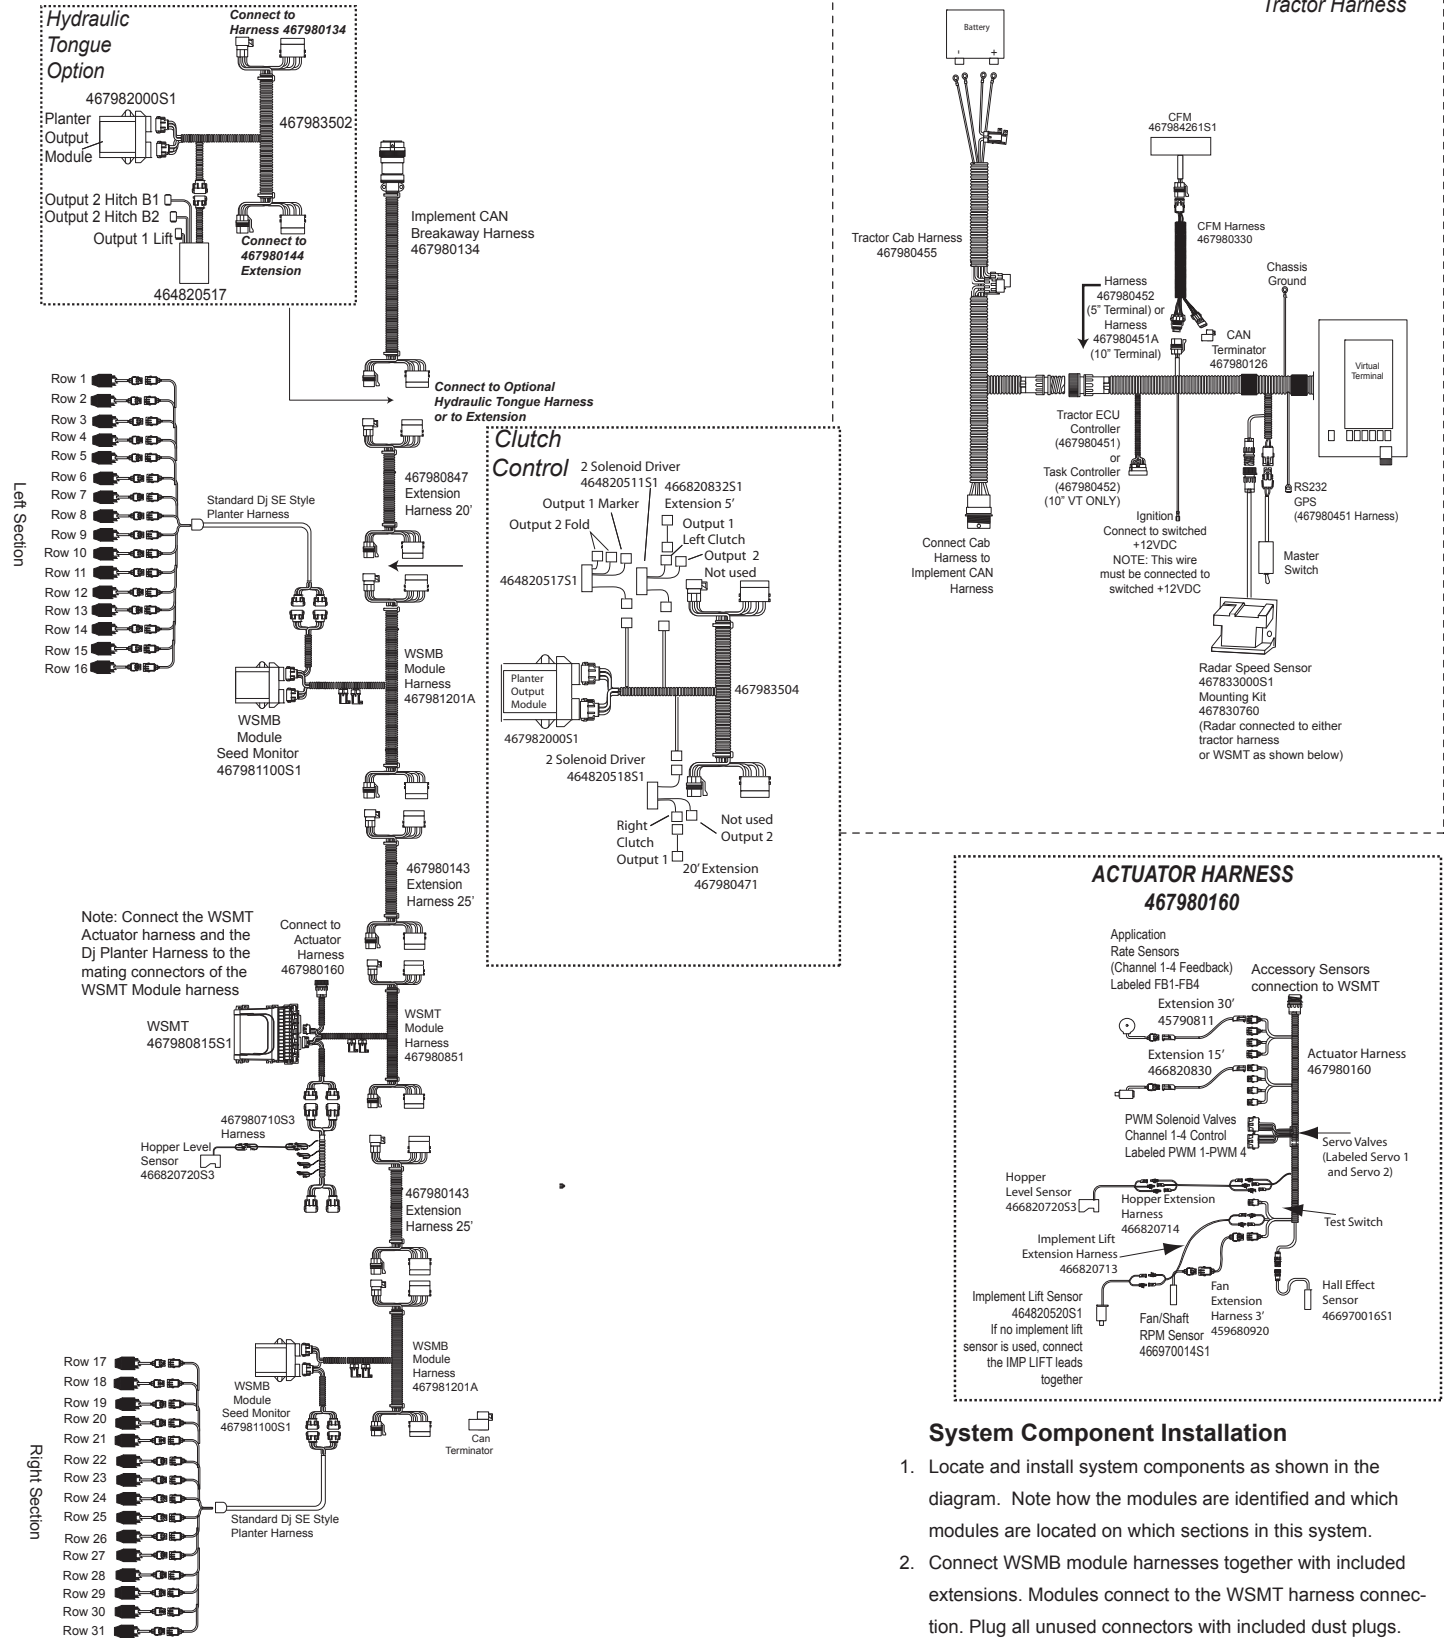 Hydraulic
Tongue
Option
Connect to
Harness 467980134
467982000S1
Planter
Output
Module
467983502
Output 2 Hitch B1
Output 2 Hitch B2
Output 1 Lift
Connect to
467980144
Extension
464820517
Implement CAN
Breakaway Harness
467980134
Connect to Optional
Hydraulic Tongue Harness
or to Extension
Left Section
Row 1
Row 2
Row 3
Row 4
Row 5
Row 6
Row 7
Row 8
Row 9
Row 10
Row 11
Row 12
Row 13
Row 14
Row 15
Row 16
Standard Dj SE Style
Planter Harness
467980847
Extension
Harness 20’
WSMB
Module
Harness
467981201A
WSMB
Module
Seed Monitor
467981100S1
467980143
Extension
Harness 25’
Note: Connect the WSMT
Actuator harness and the
Dj Planter Harness to the
mating connectors of the
WSMT Module harness
Connect to
Actuator
Harness
467980160
WSMT
467980815S1
WSMT
Module
Harness
467980851
467980710S3
Harness
Hopper Level
Sensor
466820720S3
467980143
Extension
Harness 25’
WSMB
Module
Harness
467981201A
WSMB
Module
Seed Monitor
467981100S1
Can
Terminator
Right Section
Row 17
Row 18
Row 19
Row 20
Row 21
Row 22
Row 23
Row 24
Row 25
Row 26
Row 27
Row 28
Row 29
Row 30
Row 31
Standard Dj SE Style
Planter Harness
Clutch
Control
2 Solenoid Driver
464820511S1
466820832S1
Extension 5’
Output 1 Marker
Output 2 Fold
Output 1
Left Clutch
Output 2
Not used
464820517S1
Planter
Output
Module
467982000S1
467983504
2 Solenoid Driver
464820518S1
Right
Clutch
Output 1
Not used
Output 2
20’ Extension
467980471
Tractor Harness
Battery
- +
CFM
467984261S1
Tractor Cab Harness
467980455
CFM Harness
467980330
Harness
467980452
(5” Terminal) or
Harness
467980451A
(10” Terminal)
Chassis
Ground
CAN
Terminator
467980126
Virtual
Terminal
Tractor ECU
Controller
(467980451)
or
Task Controller
(467980452)
(10” VT ONLY)
RS232
GPS
(467980451 Harness)
Ignition
Connect to switched
+12VDC
NOTE: This wire
must be connected to
switched +12VDC
Connect Cab
Harness to
Implement CAN
Harness
Master
Switch
Radar Speed Sensor
467833000S1
Mounting Kit
467830760
(Radar connected to either
tractor harness
or WSMT as shown below)
ACTUATOR HARNESS
467980160
Application
Rate Sensors
(Channel 1-4 Feedback)
Labeled FB1-FB4
Accessory Sensors
connection to WSMT
Extension 30’
45790811
Extension 15’
466820830
Actuator Harness
467980160
PWM Solenoid Valves
Channel 1-4 Control
Labeled PWM 1-PWM 4
Servo Valves
(Labeled Servo 1
and Servo 2)
Hopper
Level Sensor
466820720S3
Hopper Extension
Harness
466820714
Test Switch
Implement Lift
Extension Harness
466820713
Implement Lift Sensor
464820520S1
If no implement lift
sensor is used, connect
the IMP LIFT leads
together
Fan/Shaft
RPM Sensor
466970014S1
Fan
Extension
Harness 3’
459680920
Hall Effect
Sensor
466970016S1
System Component Installation
1. Locate and install system components as shown in the
diagram. Note how the modules are identified and which
modules are located on which sections in this system.
2. Connect WSMB module harnesses together with included
extensions. Modules connect to the WSMT harness connec-
tion. Plug all unused connectors with included dust plugs.